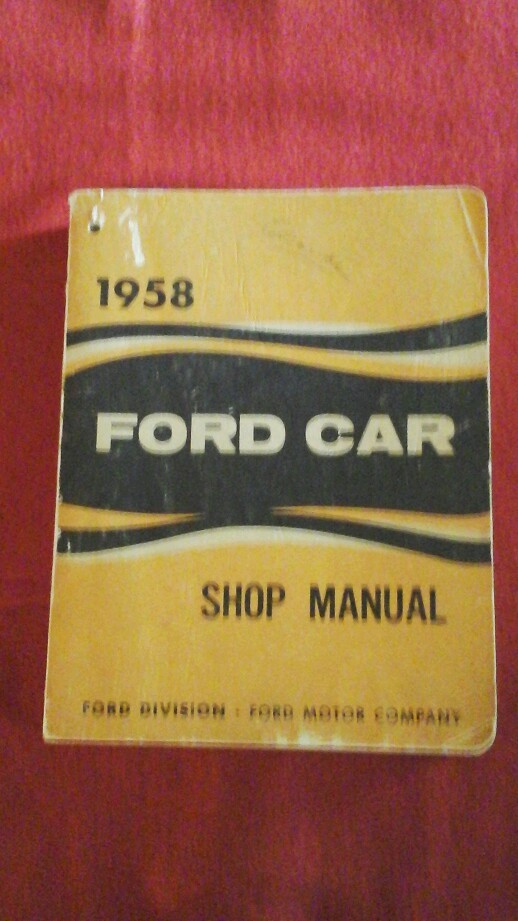 1958
FORD CAR
SHOP MANUAL
FORD DIVISION : FORD MOTOR COMPANY